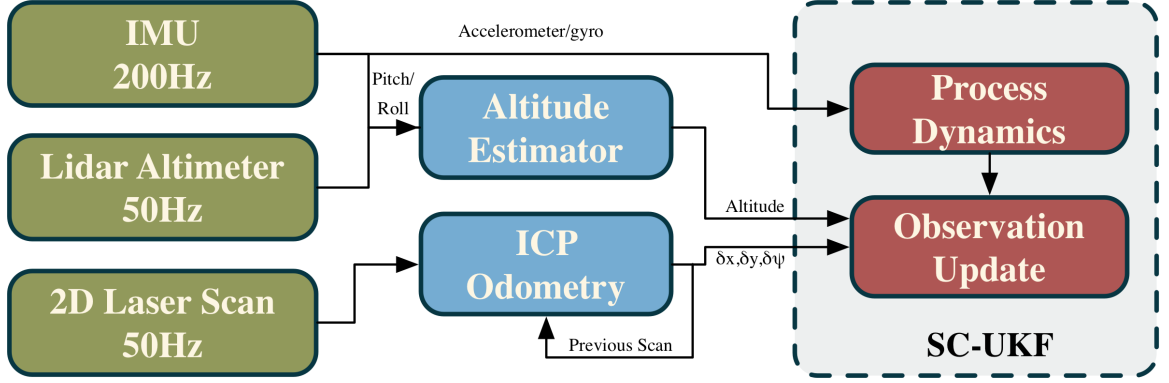 IMU
200Hz
Accelerometer/gyro
Pitch/
Roll
Altitude
Estimator
Process
Dynamics
Lidar Altimeter
50Hz
Altitude
ICP
Odometry
δx,δy,δψ
Observation
Update
2D Laser Scan
50Hz
Previous Scan
SC-UKF